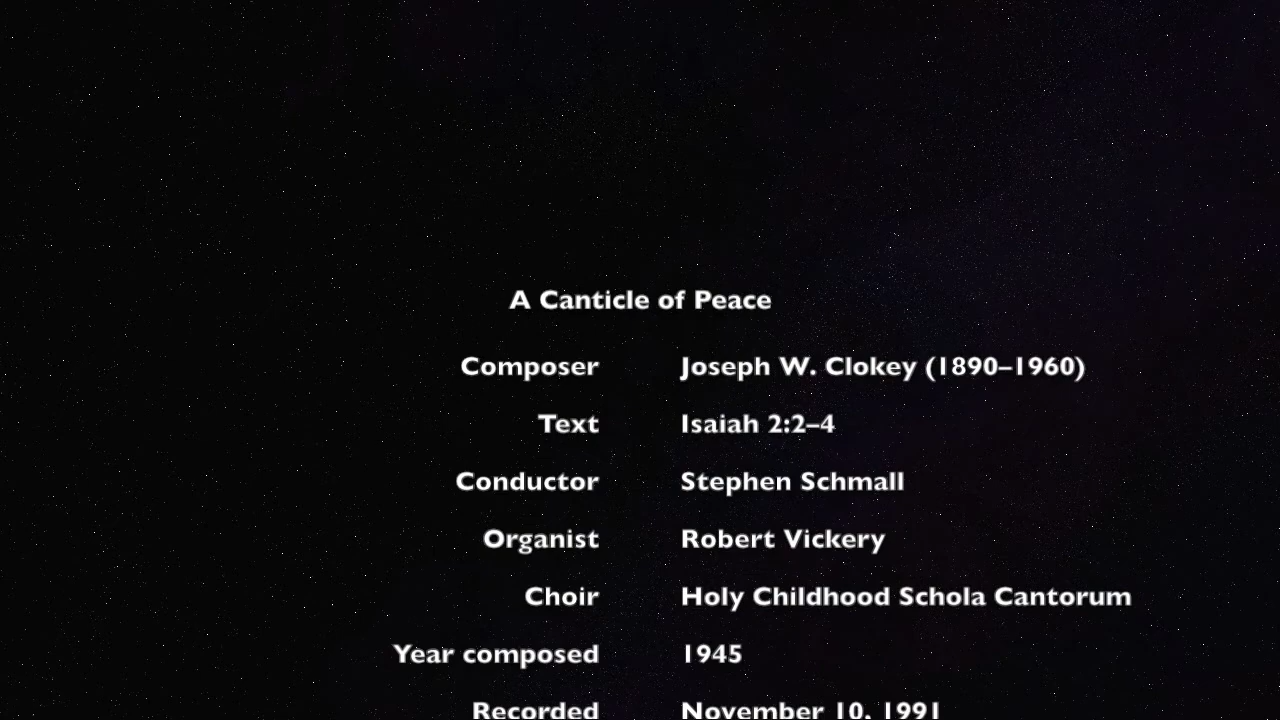 A Canticle of Peace
Composer Joseph W. Clokey (1890–1960)
Text Isaiah 2:2–4
Conductor Stephen Schmall
Organist Robert Vickery
Choir Holy Childhood Schola Cantorum
Year composed 1945
Recorded November 10, 1991